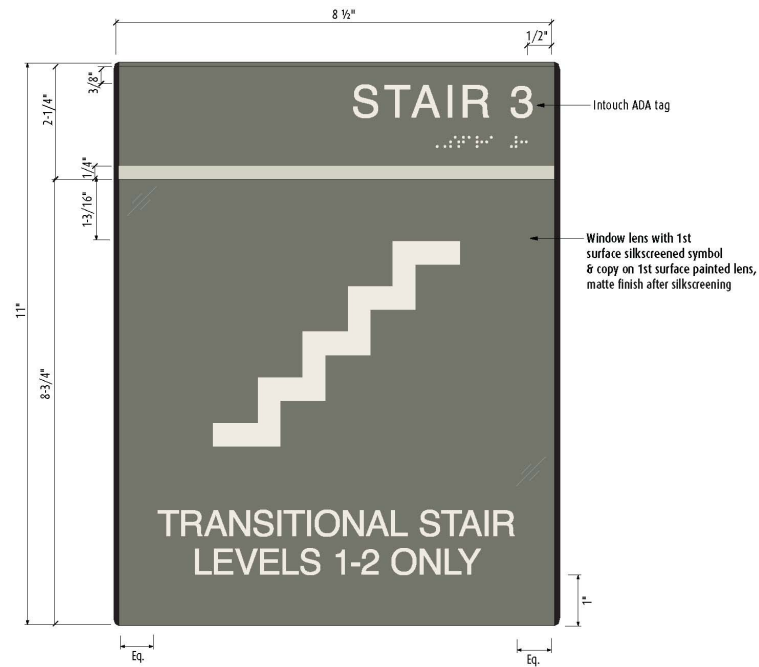 8 ½"
1/2"
3/8"
2-1/4"
STAIR 3
Intouch ADA tag
1/4"
1-3/16"
Window lens with 1st
surface silkscreened symbol
& copy on 1st surface painted lens,
matte finish after silkscreening
11"
8-3/4"
TRANSITIONAL STAIR
LEVELS 1-2 ONLY
1"
Eq.
Eq.